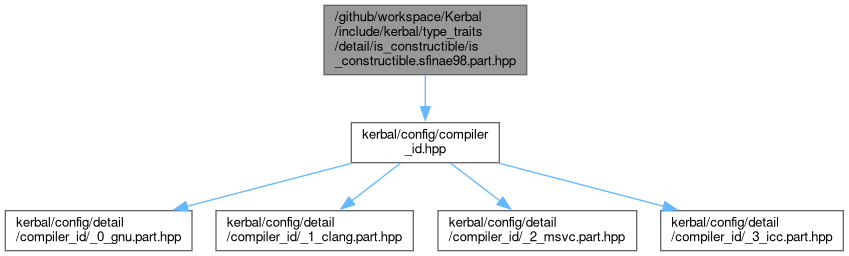 /github/workspace/Kerbal
/include/kerbal/type_traits
/detail/is_constructible/is
_constructible.sfinae98.part.hpp
kerbal/config/compiler
_id.hpp
kerbal/config/detail
/compiler_id/_0_gnu.part.hpp
kerbal/config/detail
/compiler_id/_1_clang.part.hpp
kerbal/config/detail
/compiler_id/_2_msvc.part.hpp
kerbal/config/detail
/compiler_id/_3_icc.part.hpp